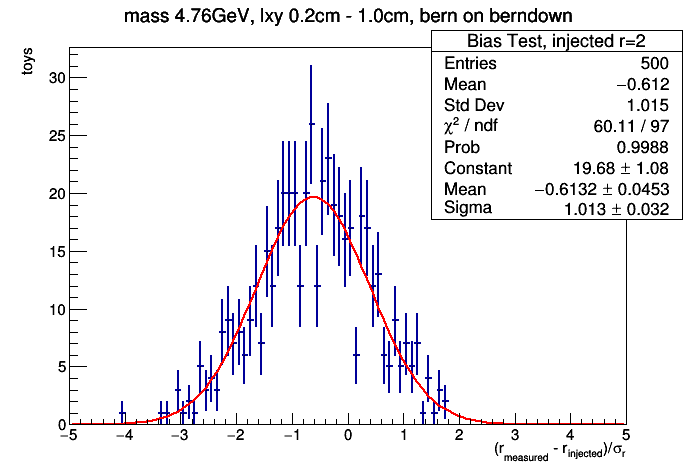 mass 4.76GeV, lxy 0.2cm - 1.0cm, bern on berndown
Bias Test, injected r=2
Entries 500
Mean −0.612
Std Dev 1.015
χ² / ndf 60.11 / 97
Prob 0.9988
Constant 19.68 ± 1.08
Mean −0.6132 ± 0.0453
Sigma 1.013 ± 0.032
toys
30
25
20
15
10
5
0
−5 −4 −3 −2 −1 0 1 2 3 4 5
(r_measured - r_injected)/σ_r